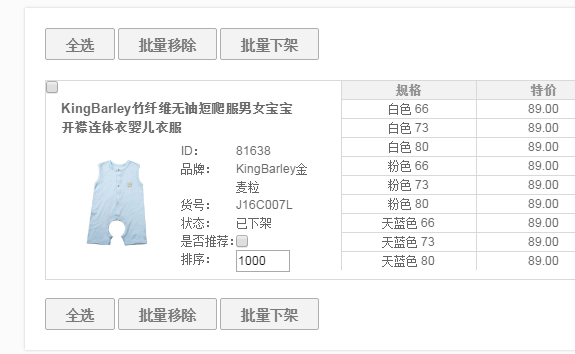 全选 批量移除 批量下架
KingBarley竹纤维无袖短爬服男女宝宝
开襟连体衣婴儿衣服
ID： 81638
品牌： KingBarley金
麦粒
货号： J16C007L
状态： 已下架
是否推荐：
排序： 1000
规格 特价
白色 66 89.00
白色 73 89.00
白色 80 89.00
粉色 66 89.00
粉色 73 89.00
粉色 80 89.00
天蓝色 66 89.00
天蓝色 73 89.00
天蓝色 80 89.00
全选 批量移除 批量下架